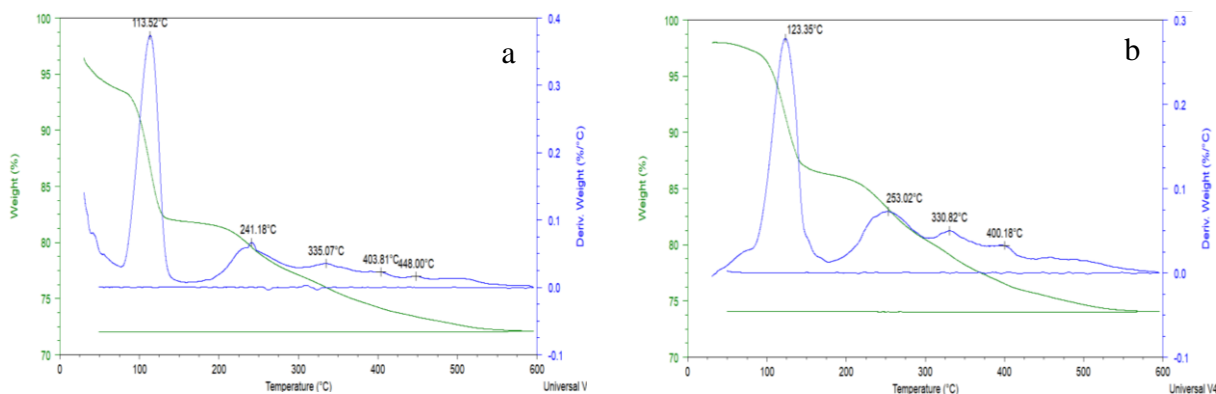 a
113.52°C
241.18°C
335.07°C
403.81°C
448.00°C
100
95
90
85
80
75
70
Weight (%)
0.4
0.3
0.2
0.1
0.0
-0.1
Deriv. Weight (%/°C)
0 100 200 300 400 500 600
Temperature (°C)
Universal V
b
123.35°C
253.02°C
330.82°C
400.18°C
100
95
90
85
80
75
70
Weight (%)
0.3
0.2
0.1
0.0
-0.1
Deriv. Weight (%/°C)
0 100 200 300 400 500 600
Temperature (°C)
Universal V4